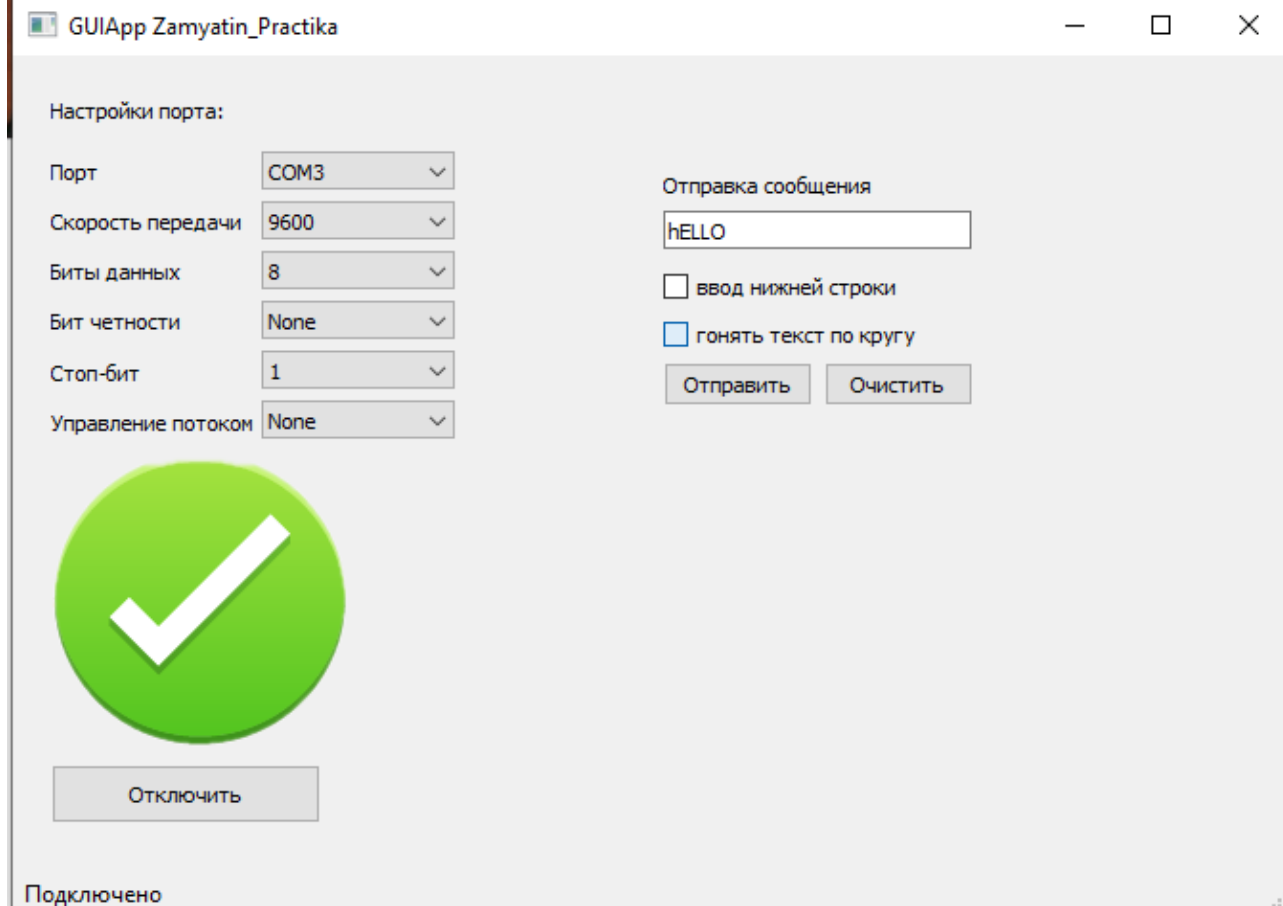 GUIApp Zamyatin_Practika
Настройки порта:
Порт COM3
Скорость передачи 9600
Биты данных 8
Бит четности None
Стоп-бит 1
Управление потоком None
Отправка сообщения
hELLO
ввод нижней строки
гонять текст по кругу
Отправить Очистить
Отключить
Подключено